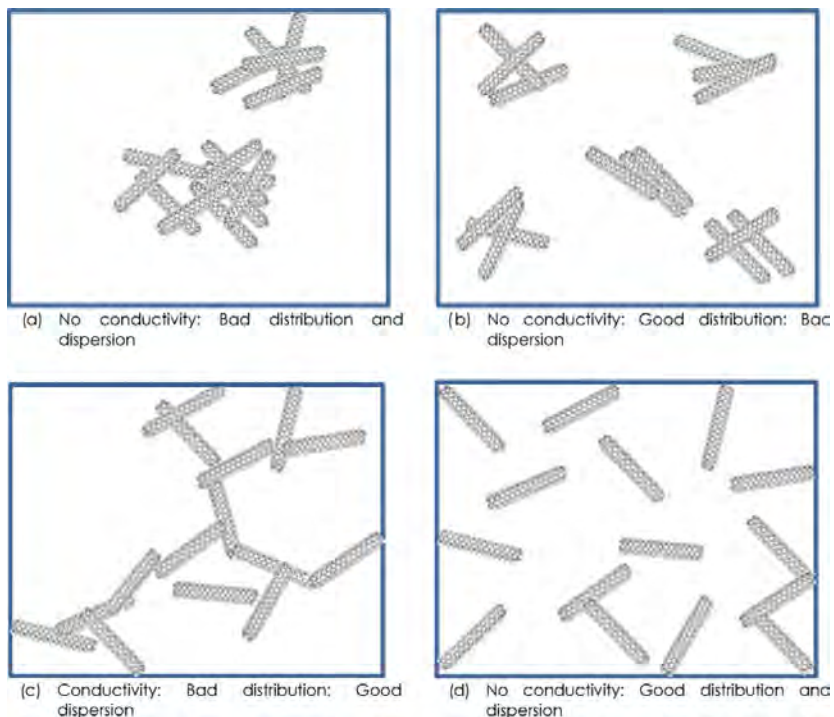 (a) No conductivity: Bad distribution and
dispersion
(b) No conductivity: Good distribution: Bad
dispersion
(c) Conductivity: Bad distribution: Good
dispersion
(d) No conductivity: Good distribution and
dispersion